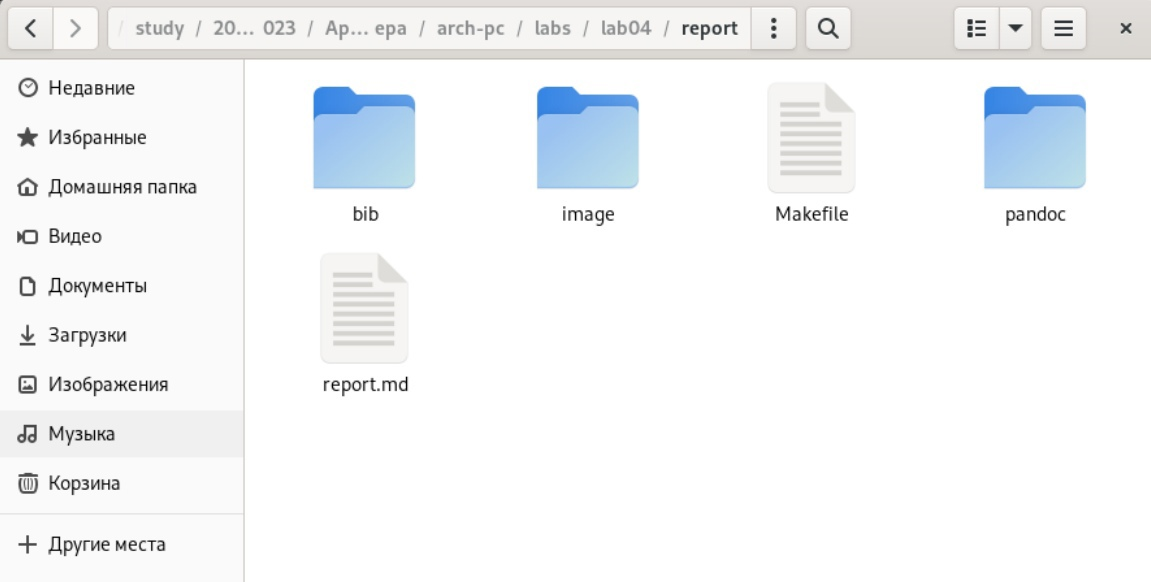 study / 20… 023 / Ар… ера / arch-pc / labs / lab04 / report
Недавние
Избранные
Домашняя папка
Видео
Документы
Загрузки
Изображения
Музыка
Корзина
Другие места
bib
image
Makefile
pandoc
report.md